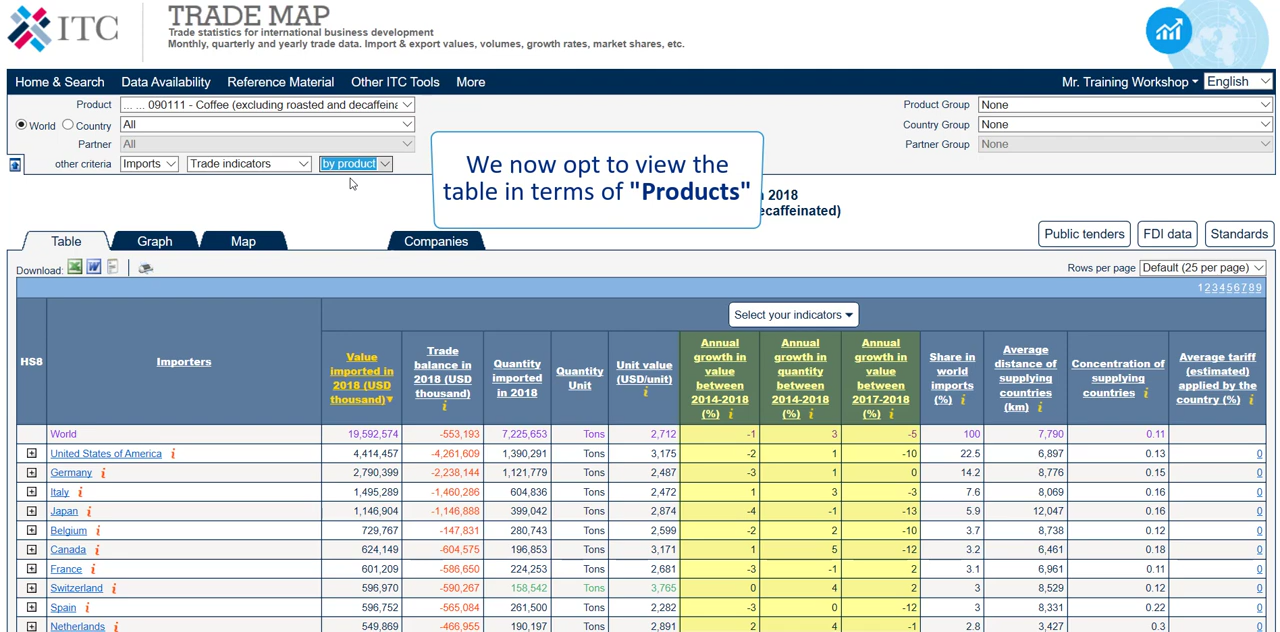 ITC
TRADE MAP
Trade statistics for international business development
Monthly, quarterly and yearly trade data. Import & export values, volumes, growth rates, market shares, etc.
Home & Search Data Availability Reference Material Other ITC Tools More Mr. Training Workshop English
Product ... ... 090111 - Coffee (excluding roasted and decaffeina Product Group None
World Country All Country Group None
Partner All Partner Group None
other criteria Imports Trade indicators by product
We now opt to view the
table in terms of "Products"
in 2018
ecaffeinated)
Table Graph Map Companies Public tenders FDI data Standards
Download: Rows per page Default (25 per page)
1 2 3 4 5 6 7 8 9
Select your indicators
HS8
Importers
Value
imported in
2018 (USD
thousand)
Trade
balance in
2018 (USD
thousand)
i
Quantity
imported
in 2018
Quantity
Unit
Unit value
(USD/unit)
i
Annual
growth in
value
between
2014-2018
(%) i
Annual
growth in
quantity
between
2014-2018
(%) i
Annual
growth in
value
between
2017-2018
(%) i
Share in
world
imports
(%) i
Average
distance of
supplying
countries
(km) i
Concentration of
supplying
countries i
Average tariff
(estimated)
applied by the
country (%) i
World 19,592,574 -553,193 7,225,653 Tons 2,712 -1 3 -5 100 7,790 0.11
United States of America i 4,414,457 -4,261,609 1,390,291 Tons 3,175 -2 1 -10 22.5 6,897 0.13 0
Germany i 2,790,399 -2,238,144 1,121,779 Tons 2,487 -3 1 0 14.2 8,776 0.15 0
Italy i 1,495,289 -1,460,286 604,836 Tons 2,472 1 3 -3 7.6 8,069 0.16 0
Japan i 1,146,904 -1,146,888 399,042 Tons 2,874 -4 -1 -13 5.9 12,047 0.16 0
Belgium i 729,767 -147,831 280,743 Tons 2,599 -2 2 -10 3.7 8,738 0.12 0
Canada i 624,149 -604,575 196,853 Tons 3,171 1 5 -12 3.2 6,461 0.18 0
France i 601,209 -586,650 224,253 Tons 2,681 -3 -1 2 3.1 6,961 0.11 0
Switzerland i 596,970 -590,267 158,542 Tons 3,765 0 4 2 3 8,529 0.12 0
Spain i 596,752 -565,084 261,500 Tons 2,282 -3 0 -12 3 8,331 0.22 0
Netherlands i 549,869 -466,955 190,197 Tons 2,891 2 4 -1 2.8 3,427 0.3 0